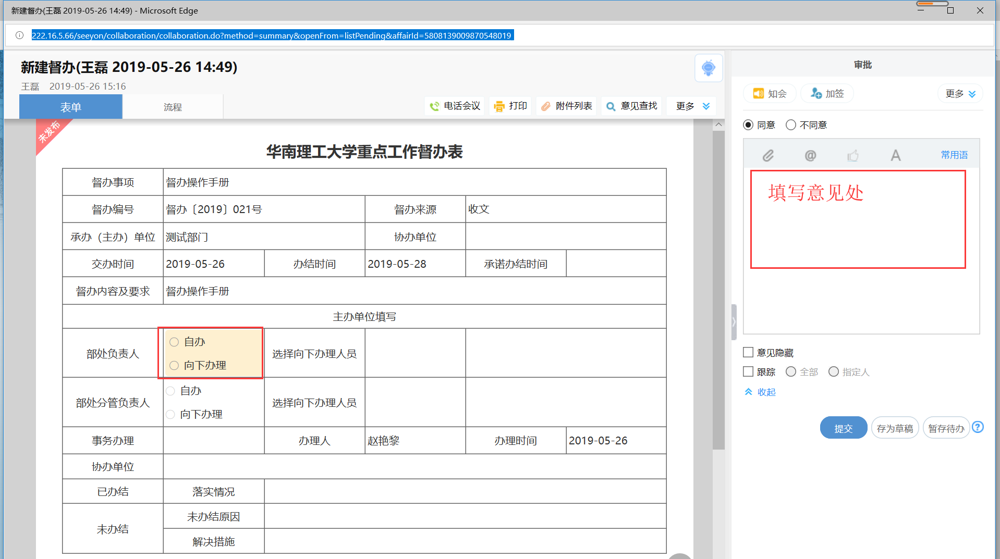 新建督办(王磊 2019-05-26 14:49) - Microsoft Edge
222.16.5.66/seeyon/collaboration/collaboration.do?method=summary&openFrom=listPending&affairId=5808139009870548019
新建督办(王磊 2019-05-26 14:49)
王磊 2019-05-26 15:16
表单 流程 电话会议 打印 附件列表 意见查找 更多
未发布
华南理工大学重点工作督办表
督办事项 督办操作手册
督办编号 督办〔2019〕021号 督办来源 收文
承办（主办）单位 测试部门 协办单位
交办时间 2019-05-26 办结时间 2019-05-28 承诺办结时间
督办内容及要求 督办操作手册
主办单位填写
部处负责人 自办 向下办理 选择向下办理人员
部处分管负责人 自办 向下办理 选择向下办理人员
事务办理 办理人 赵艳黎 办理时间 2019-05-26
协办单位
已办结 落实情况
未办结 未办结原因
解决措施
审批
知会 加签 更多
同意 不同意
@ A 常用语
填写意见处
意见隐藏
跟踪 全部 指定人
收起
提交 存为草稿 暂存待办 ?